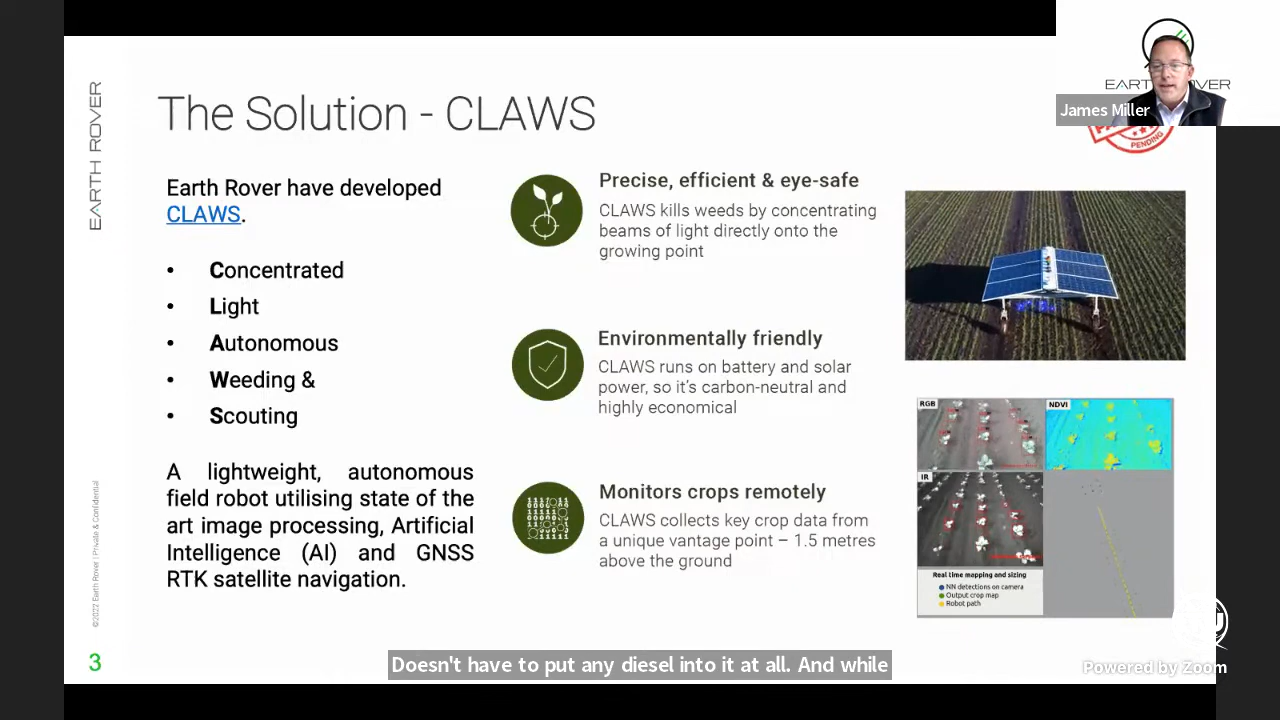 EARTH ROVER
James Miller
PENDING
The Solution - CLAWS
EARTH ROVER
Earth Rover have developed
CLAWS.
• Concentrated
• Light
• Autonomous
• Weeding &
• Scouting
A lightweight, autonomous
field robot utilising state of the
art image processing, Artificial
Intelligence (AI) and GNSS
RTK satellite navigation.
Precise, efficient & eye-safe
CLAWS kills weeds by concentrating
beams of light directly onto the
growing point
Environmentally friendly
CLAWS runs on battery and solar
power, so it's carbon-neutral and
highly economical
Monitors crops remotely
CLAWS collects key crop data from
a unique vantage point – 1.5 metres
above the ground
RGB
NDVI
IR
Real time mapping and sizing
NN detections on camera
Output crop map
Robot path
©2022 Earth Rover | Private & Confidential
3
Doesn't have to put any diesel into it at all. And while
Powered by Zoom